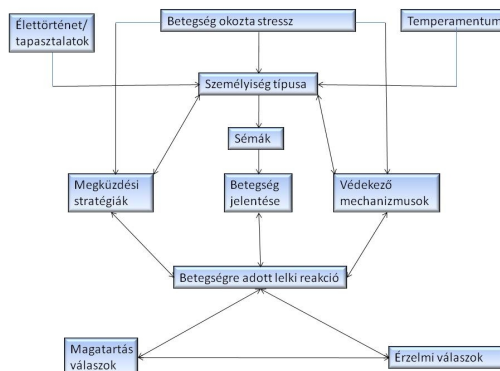 Betegség okozta stressz
Élettörténet/
tapasztalatok
Temperamentum
Személyiség típusa
Sémák
Megküzdési
stratégiák
Betegség
jelentése
Védekező
mechanizmusok
Betegségre adott lelki reakció
Magatartás
válaszok
Érzelmi válaszok